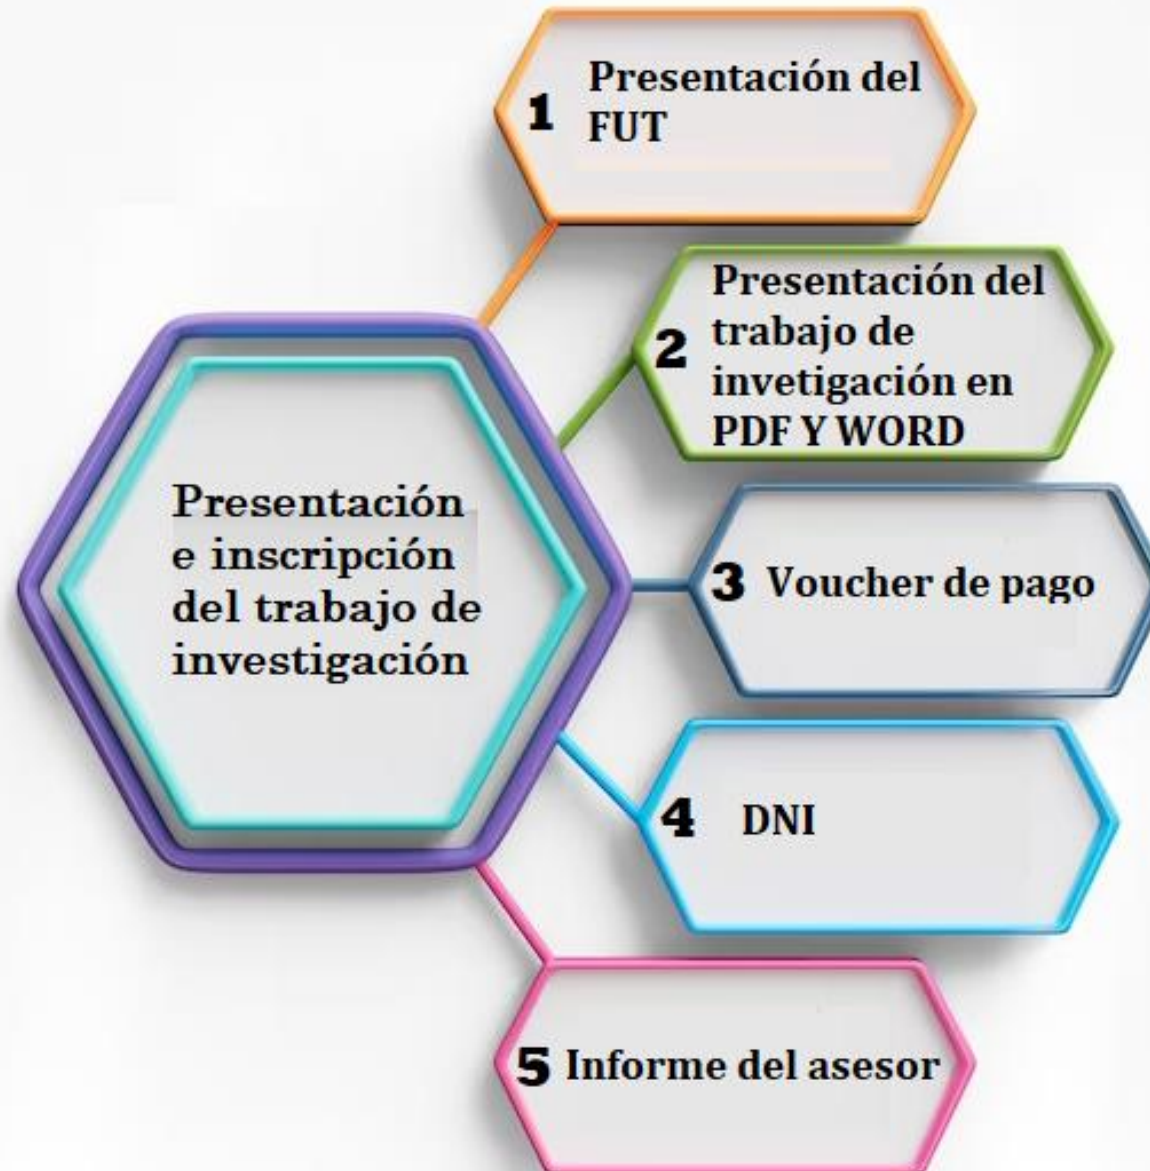 1 Presentación del
FUT
2 Presentación del
trabajo de
invetigación en
PDF Y WORD
Presentación
e inscripción
del trabajo de
investigación
3 Voucher de pago
4 DNI
5 Informe del asesor